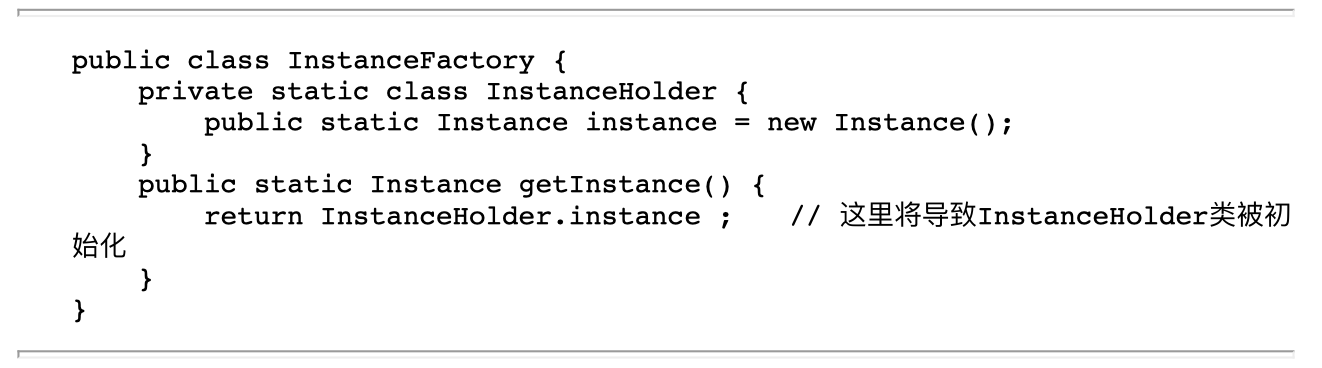 public class InstanceFactory {
    private static class InstanceHolder {
        public static Instance instance = new Instance();
    }
    public static Instance getInstance() {
        return InstanceHolder.instance ;    // 这里将导致InstanceHolder类被初
始化
    }
}